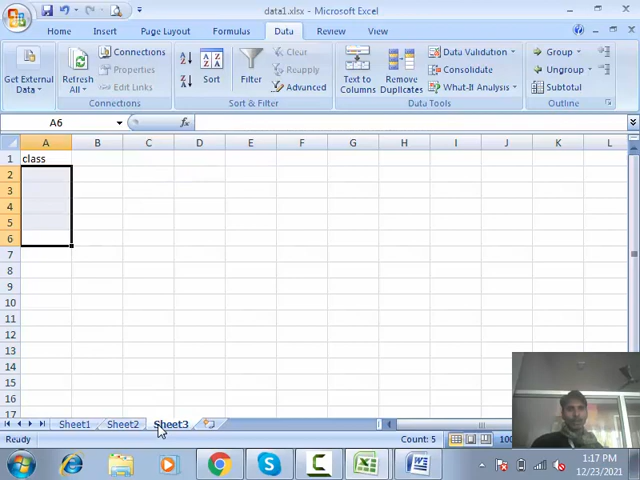 data1.xlsx - Microsoft Excel
Home Insert Page Layout Formulas Data Review View
Get External Data
Refresh All
Connections
Properties
Edit Links
Connections
Sort
Filter
Clear
Reapply
Advanced
Sort & Filter
Text to Columns
Remove Duplicates
Data Validation
Consolidate
What-If Analysis
Data Tools
Group
Ungroup
Subtotal
Outline
A6 fx
A B C D E F G H I J K L
1 class
2
3
4
5
6
7
8
9
10
11
12
13
14
15
16
17
Sheet1 Sheet2 Sheet3
Ready Count: 5 100
1:17 PM
12/23/2021